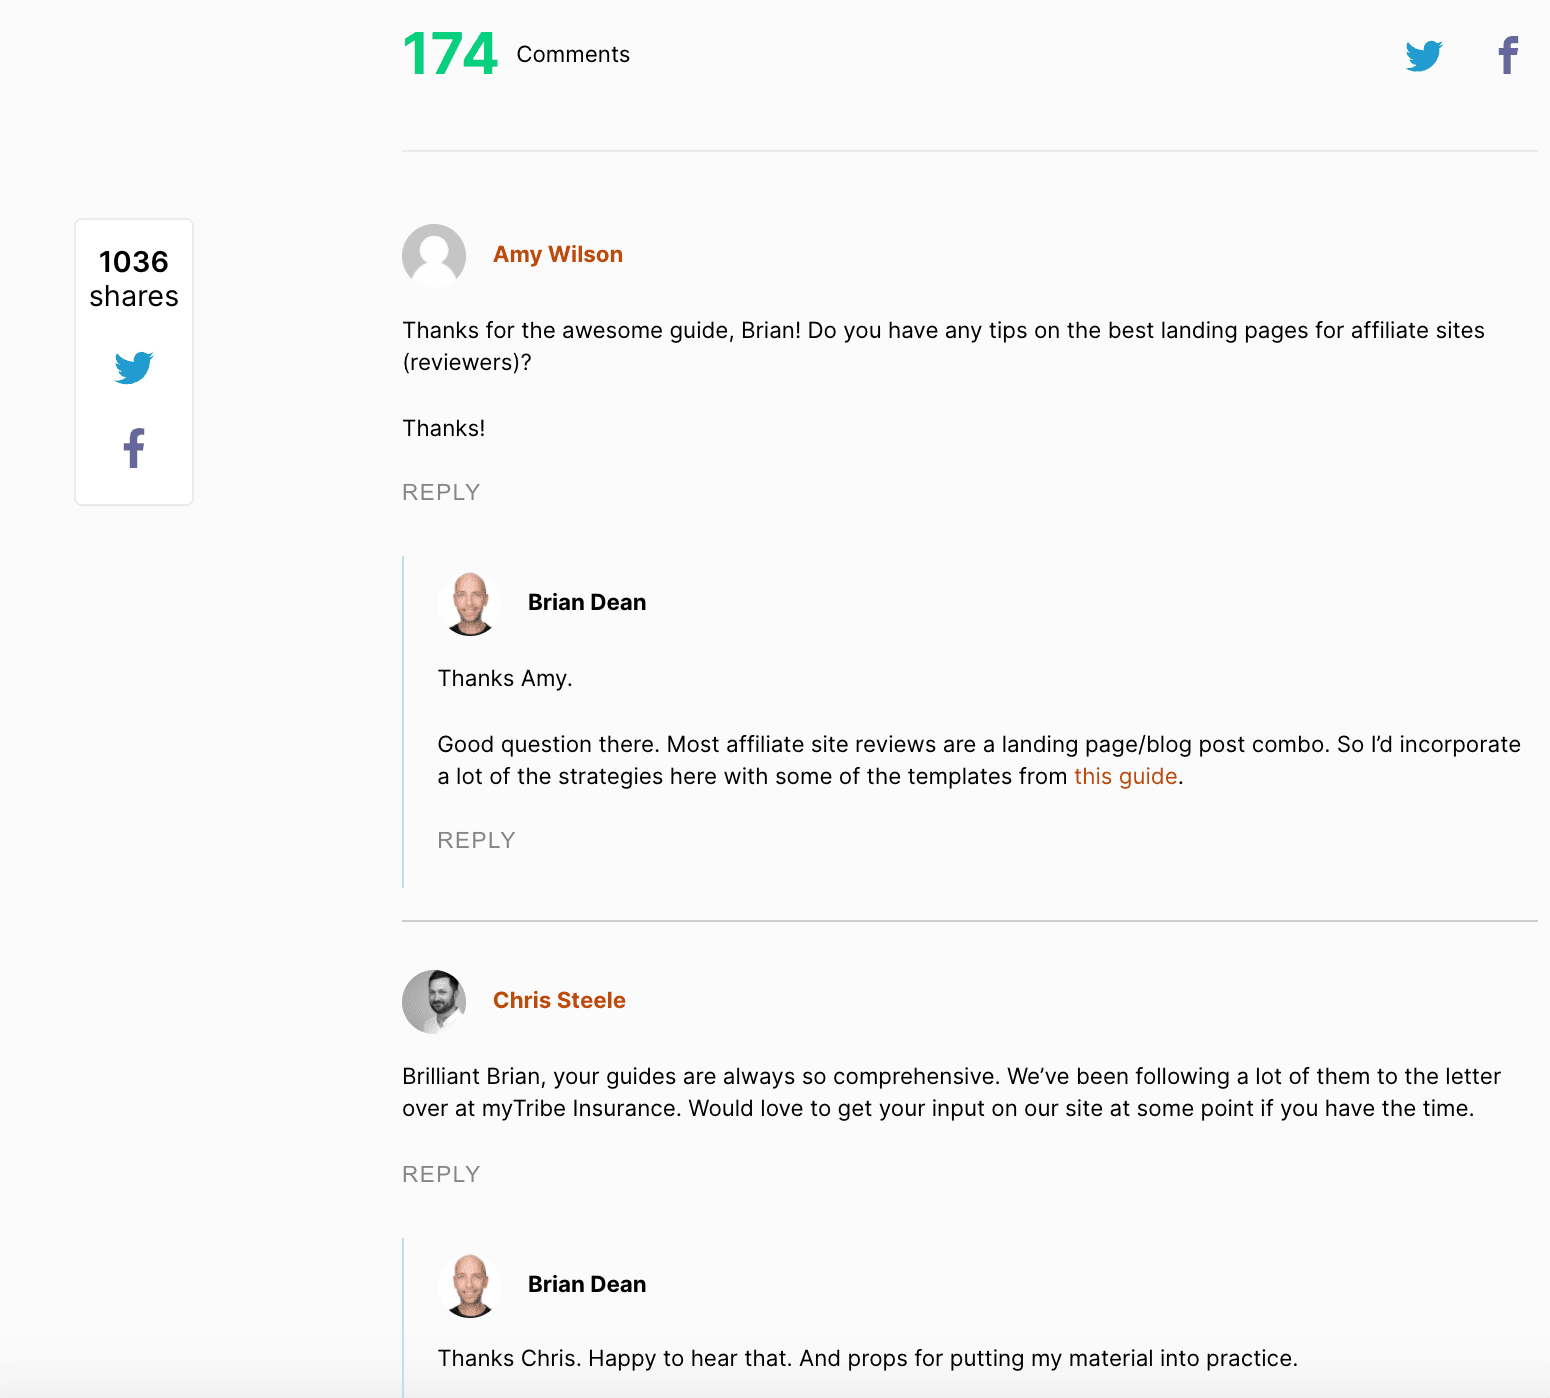 174 Comments
1036
shares
Amy Wilson
Thanks for the awesome guide, Brian! Do you have any tips on the best landing pages for affiliate sites
(reviewers)?
Thanks!
REPLY
Brian Dean
Thanks Amy.
Good question there. Most affiliate site reviews are a landing page/blog post combo. So I’d incorporate
a lot of the strategies here with some of the templates from this guide.
REPLY
Chris Steele
Brilliant Brian, your guides are always so comprehensive. We’ve been following a lot of them to the letter
over at myTribe Insurance. Would love to get your input on our site at some point if you have the time.
REPLY
Brian Dean
Thanks Chris. Happy to hear that. And props for putting my material into practice.